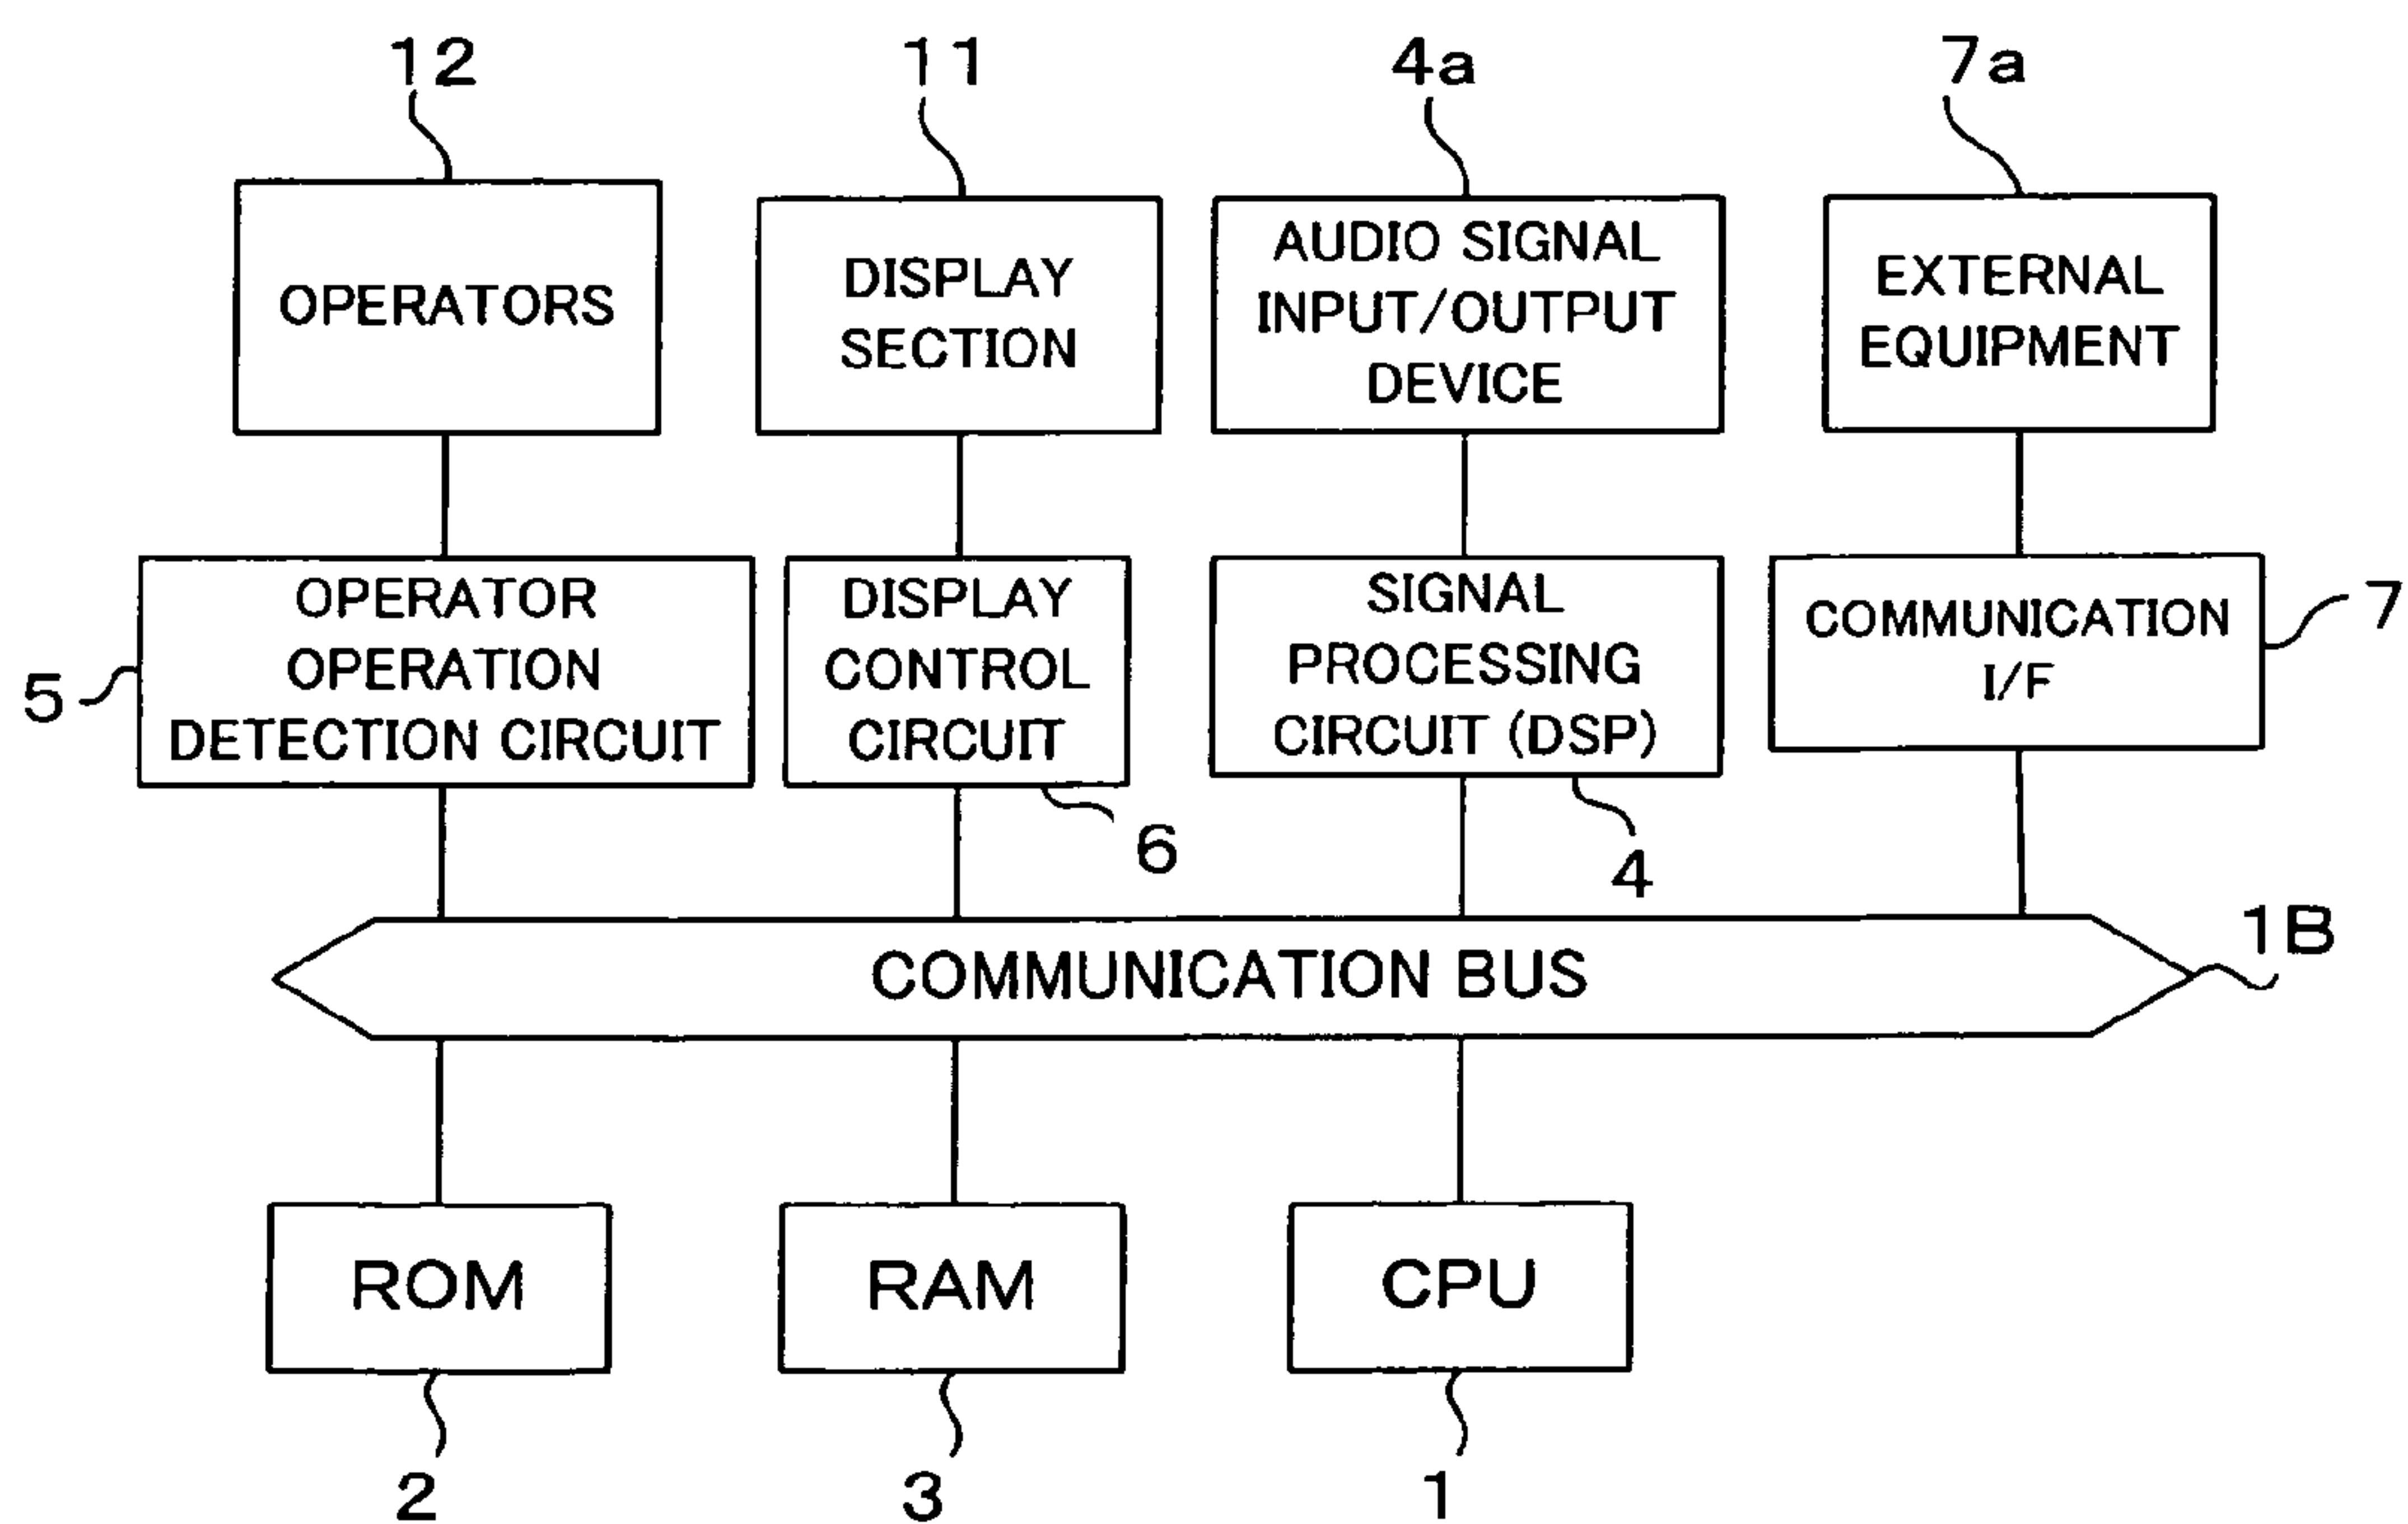 12
11
4a
7a
OPERATORS
DISPLAY
SECTION
AUDIO SIGNAL
INPUT/OUTPUT
DEVICE
EXTERNAL
EQUIPMENT
5
OPERATOR
OPERATION
DETECTION CIRCUIT
DISPLAY
CONTROL
CIRCUIT
6
SIGNAL
PROCESSING
CIRCUIT (DSP)
4
COMMUNICATION
I/F
7
COMMUNICATION BUS
1B
ROM
RAM
CPU
2
3
1